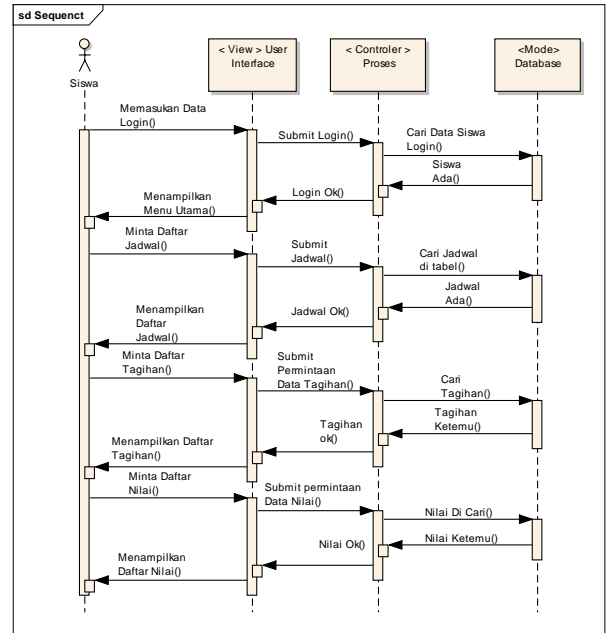 sd Sequenct
< View > User
Interface
< Controler >
Proses
<Mode>
Database
Siswa
Memasukan Data
Login()
Submit Login()
Cari Data Siswa
Login()
Siswa
Ada()
Login Ok()
Menampilkan
Menu Utama()
Minta Daftar
Jadwal()
Submit
Jadwal()
Cari Jadwal
di tabel()
Jadwal
Ada()
Jadwal Ok()
Menampilkan
Daftar
Jadwal()
Minta Daftar
Tagihan()
Submit
Permintaan
Data Tagihan()
Cari
Tagihan()
Tagihan
Ketemu()
Tagihan
ok()
Menampilkan Daftar
Tagihan()
Minta Daftar
Nilai()
Submit permintaan
Data Nilai()
Nilai Di Cari()
Nilai Ketemu()
Nilai Ok()
Menampilkan
Daftar Nilai()